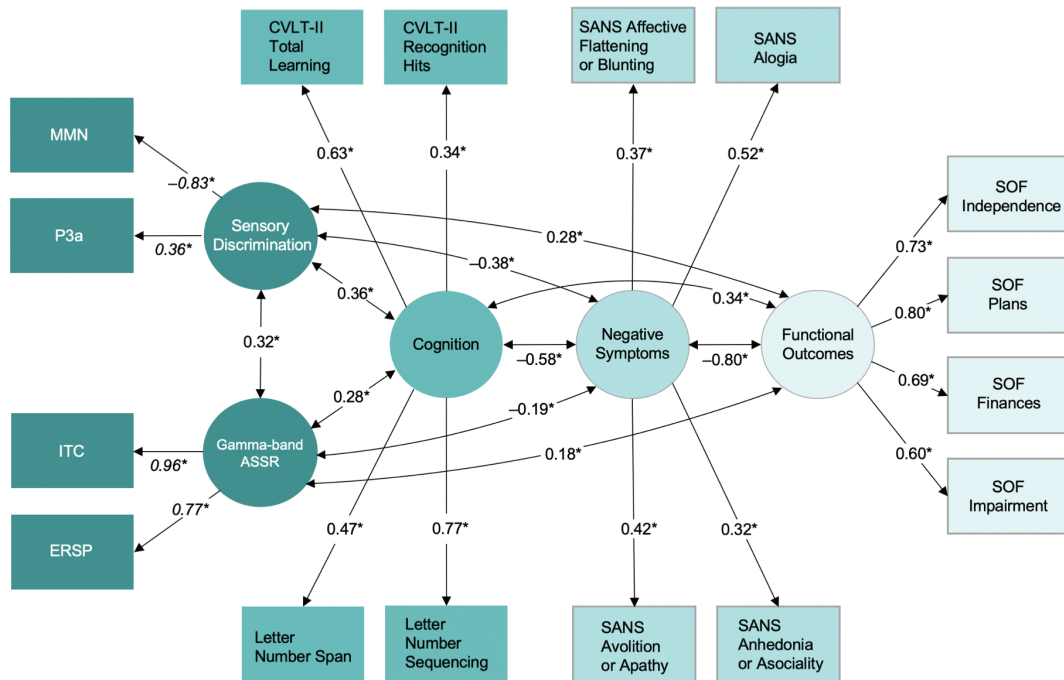 CVLT-II
Total
Learning
CVLT-II
Recognition
Hits
SANS Affective
Flattening
or Blunting
SANS
Alogia
MMN
P3a
ITC
ERSP
Sensory
Discrimination
Gamma-band
ASSR
Cognition
Negative
Symptoms
Functional
Outcomes
SOF
Independence
SOF
Plans
SOF
Finances
SOF
Impairment
Letter
Number Span
Letter
Number
Sequencing
SANS
Avolition
or Apathy
SANS
Anhedonia
or Asociality
0.63*
0.34*
0.37*
0.52*
–0.83*
0.36*
0.28*
–0.38*
0.36*
0.34*
0.73*
0.80*
0.32*
–0.58*
–0.80*
0.69*
0.28*
–0.19*
0.18*
0.60*
0.96*
0.77*
0.47*
0.77*
0.42*
0.32*